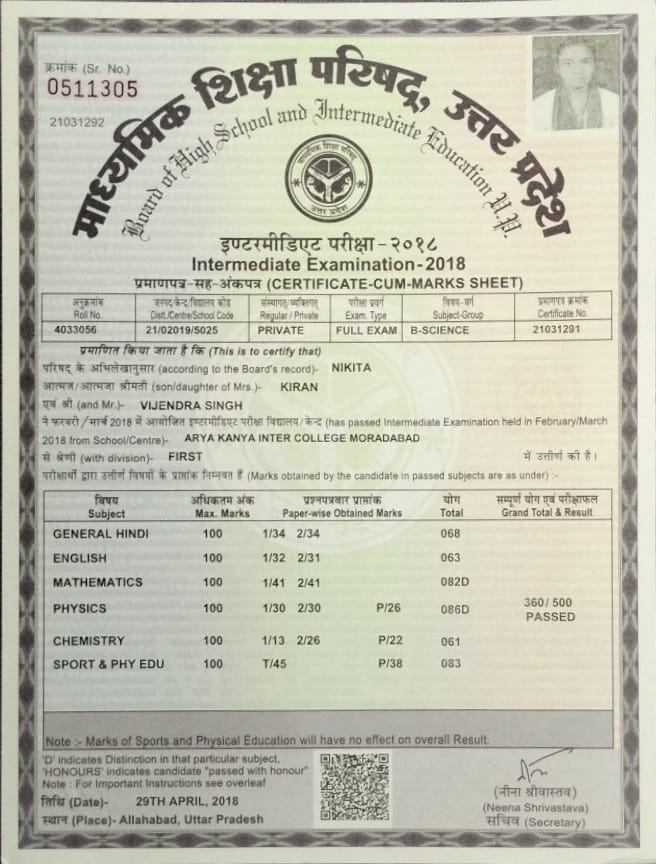 क्रमांक (Sr. No.)
0511305
21031292
माध्यमिक शिक्षा परिषद्, उत्तर प्रदेश
Board of High School and Intermediate Education U.P.
माध्यमिक शिक्षा परिषद
उत्तर प्रदेश
इण्टरमीडिएट परीक्षा-२०१८
Intermediate Examination-2018
प्रमाणपत्र-सह-अंकपत्र (CERTIFICATE-CUM-MARKS SHEET)
अनुक्रमांक जनपद/केन्द्र/विद्यालय कोड संस्थागत/व्यक्तिगत परीक्षा प्रवर्ग विषय-वर्ग प्रमाणपत्र क्रमांक
Roll No. Distt./Centre/School Code Regular / Private Exam. Type Subject-Group Certificate No.
4033056 21/02019/5025 PRIVATE FULL EXAM B-SCIENCE 21031291
प्रमाणित किया जाता है कि (This is to certify that)
परिषद के अभिलेखानुसार (according to the Board's record)- NIKITA
आत्मज/आत्मजा श्रीमती (son/daughter of Mrs.)- KIRAN
एवं श्री (and Mr.)- VIJENDRA SINGH
ने फरवरी/मार्च 2018 में आयोजित इण्टरमीडिएट परीक्षा विद्यालय/केन्द्र (has passed Intermediate Examination held in February/March
2018 from School/Centre)- ARYA KANYA INTER COLLEGE MORADABAD
से श्रेणी (with division)- FIRST में उत्तीर्ण की है।
परीक्षार्थी द्वारा उत्तीर्ण विषयों के प्राप्तांक निम्नवत हैं (Marks obtained by the candidate in passed subjects are as under) :-
विषय अधिकतम अंक प्रश्नपत्रवार प्राप्तांक योग सम्पूर्ण योग एवं परीक्षाफल
Subject Max. Marks Paper-wise Obtained Marks Total Grand Total & Result
GENERAL HINDI 100 1/34 2/34 068
ENGLISH 100 1/32 2/31 063
MATHEMATICS 100 1/41 2/41 082D
PHYSICS 100 1/30 2/30 P/26 086D 360/500
PASSED
CHEMISTRY 100 1/13 2/26 P/22 061
SPORT & PHY EDU 100 T/45 P/38 083
Note :- Marks of Sports and Physical Education will have no effect on overall Result.
'D' indicates Distinction in that particular subject.
'HONOURS' indicates candidate "passed with honour"
Note : For Important Instructions see overleaf
तिथि (Date)- 29TH APRIL, 2018
स्थान (Place)- Allahabad, Uttar Pradesh
(नीना श्रीवास्तव)
(Neena Shrivastava)
सचिव (Secretary)